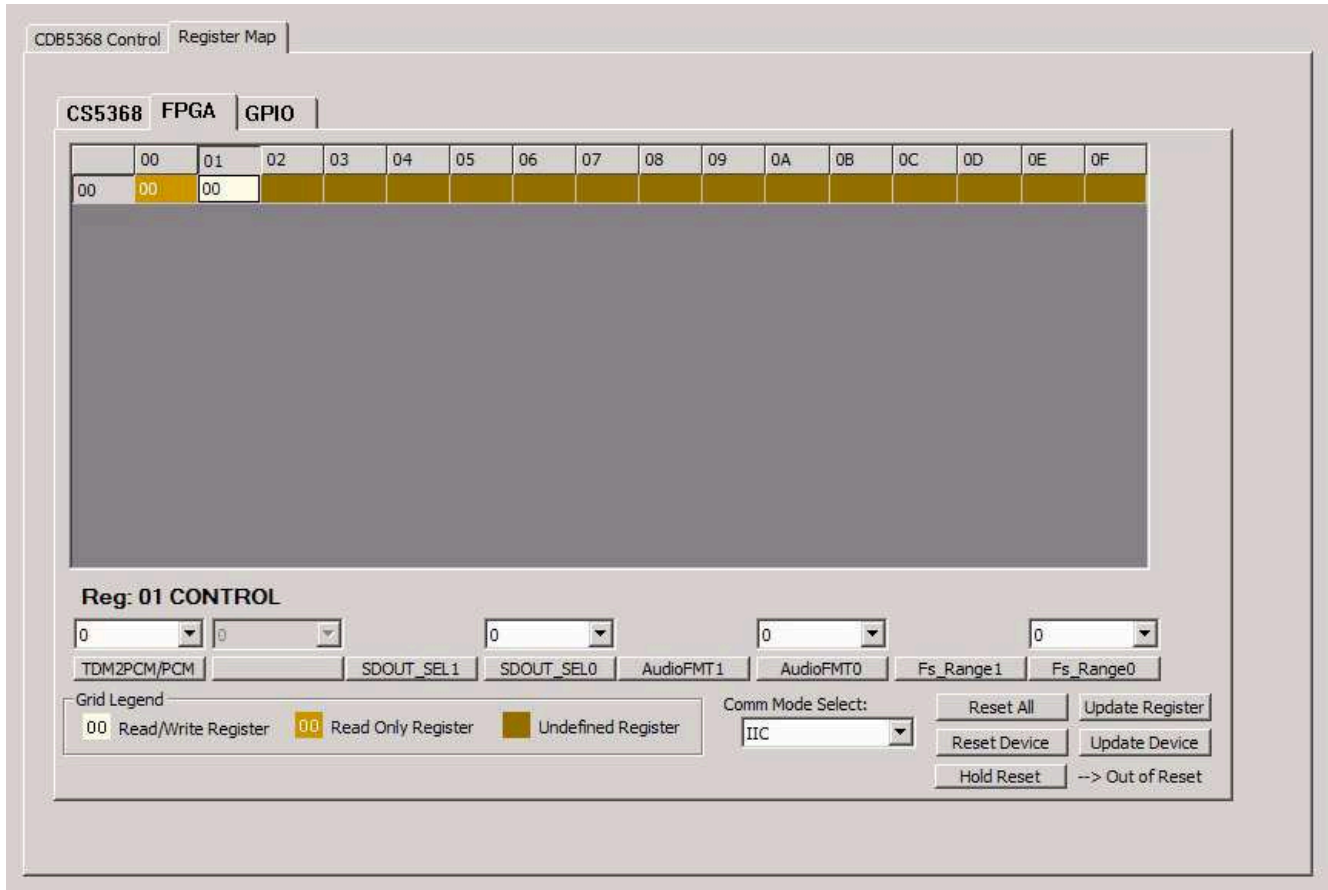 CDB5368 Control Register Map
CS5368 FPGA GPIO
00 01 02 03 04 05 06 07 08 09 0A 0B 0C 0D 0E 0F
00 00 00
Reg: 01 CONTROL
0 0 0 0 0
TDM2PCM/PCM SDOUT_SEL1 SDOUT_SEL0 AudioFMT1 AudioFMT0 Fs_Range1 Fs_Range0
Grid Legend
00 Read/Write Register 00 Read Only Register Undefined Register
Comm Mode Select:
IIC
Reset All Update Register
Reset Device Update Device
Hold Reset --> Out of Reset